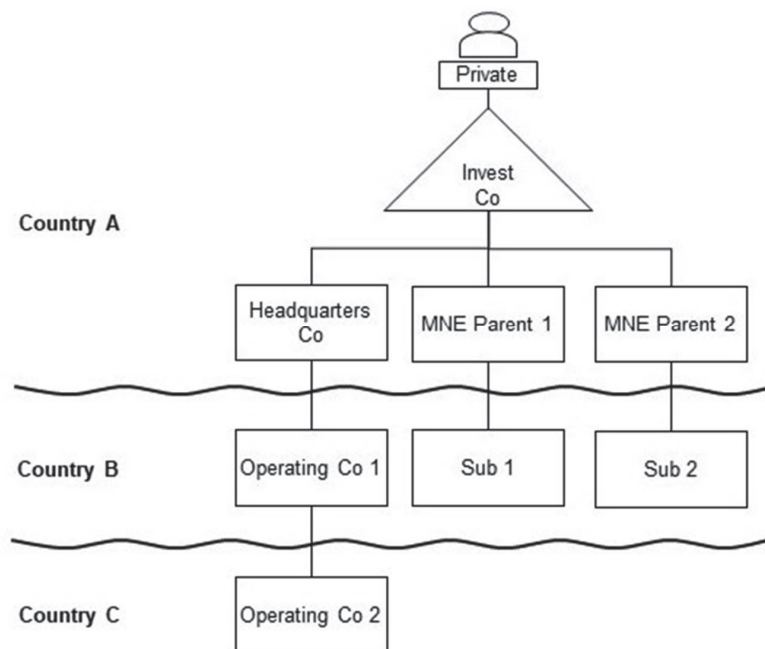 Private
Invest
Co
Country A
Headquarters
Co
MNE Parent 1
MNE Parent 2
Country B
Operating Co 1
Sub 1
Sub 2
Country C
Operating Co 2